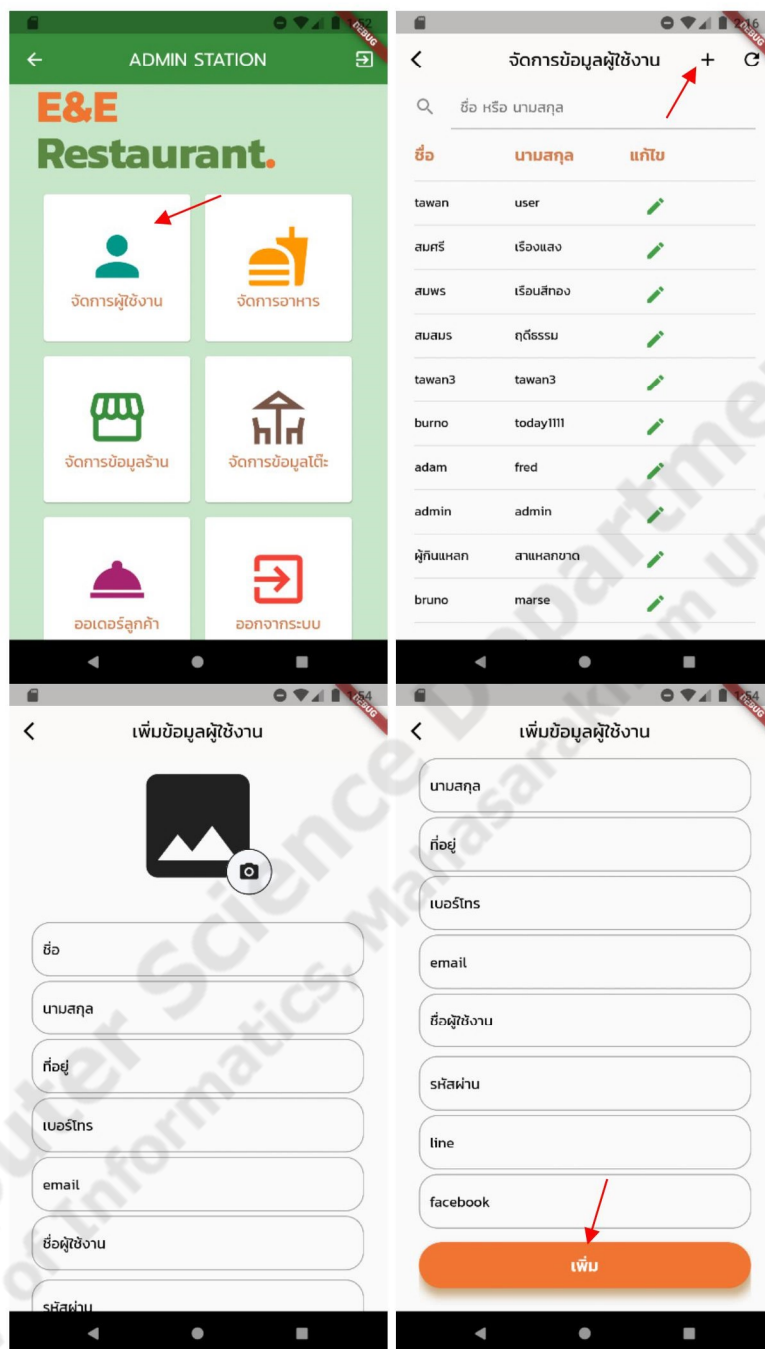 1:52
DEBUG
ADMIN STATION
E&E
Restaurant.
จัดการผู้ใช้งาน
จัดการอาหาร
จัดการข้อมูลร้าน
จัดการข้อมูลโต๊ะ
ออเดอร์ลูกค้า
ออกจากระบบ
2:16
DEBUG
จัดการข้อมูลผู้ใช้งาน
ชื่อ หรือ นามสกุล
ชื่อ นามสกุล แก้ไข
tawan user
สมศรี เรืองแสง
สมพร เรือนสีทอง
สมสมร ฤดีธรรม
tawan3 tawan3
burno today1111
adam fred
admin admin
ผู้กินแหลก สาแหลกขาด
bruno marse
1:54
DEBUG
เพิ่มข้อมูลผู้ใช้งาน
ชื่อ
นามสกุล
ที่อยู่
เบอร์โทร
email
ชื่อผู้ใช้งาน
รหัสผ่าน
1:54
DEBUG
เพิ่มข้อมูลผู้ใช้งาน
นามสกุล
ที่อยู่
เบอร์โทร
email
ชื่อผู้ใช้งาน
รหัสผ่าน
line
facebook
เพิ่ม